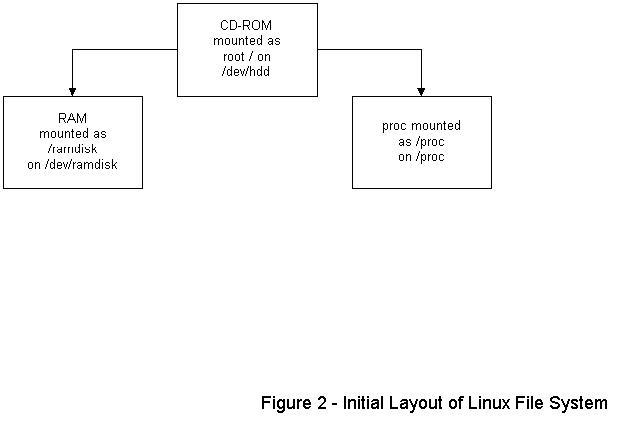 CD-ROM
mounted as
root / on
/dev/hdd
RAM
mounted as
/ramdisk
on /dev/ramdisk
proc mounted
as /proc
on /proc
Figure 2 - Initial Layout of Linux File System